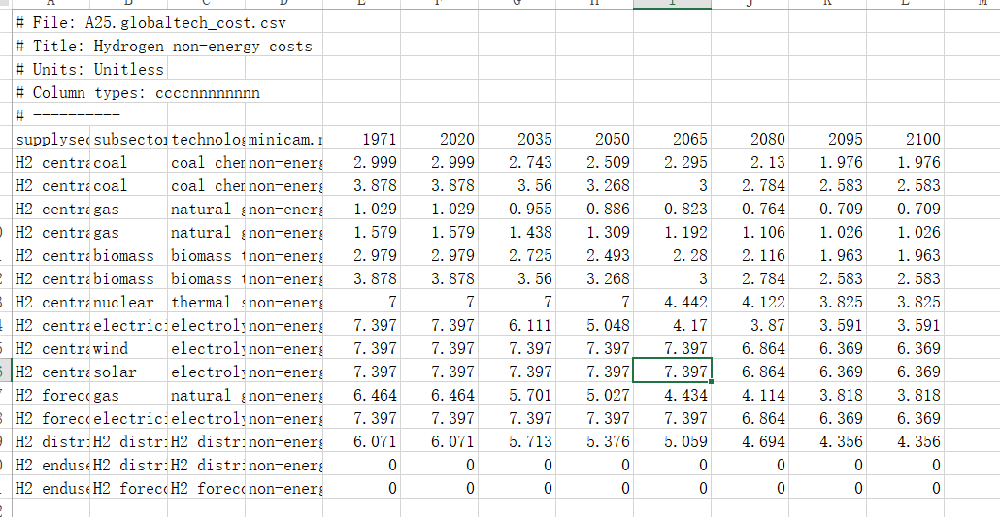 # File: A25.globaltech_cost.csv
# Title: Hydrogen non-energy costs
# Units: Unitless
# Column types: ccccnnnnnnnn
# ----------
supplysec subsector technolog minicam. 1971 2020 2035 2050 2065 2080 2095 2100
H2 centra coal coal chem non-energ 2.999 2.999 2.743 2.509 2.295 2.13 1.976 1.976
H2 centra coal coal chem non-energ 3.878 3.878 3.56 3.268 3 2.784 2.583 2.583
H2 centra gas natural g non-energ 1.029 1.029 0.955 0.886 0.823 0.764 0.709 0.709
H2 centra gas natural g non-energ 1.579 1.579 1.438 1.309 1.192 1.106 1.026 1.026
H2 centra biomass biomass t non-energ 2.979 2.979 2.725 2.493 2.28 2.116 1.963 1.963
H2 centra biomass biomass t non-energ 3.878 3.878 3.56 3.268 3 2.784 2.583 2.583
H2 centra nuclear thermal s non-energ 7 7 7 7 4.442 4.122 3.825 3.825
H2 centra electric electroly non-energ 7.397 7.397 6.111 5.048 4.17 3.87 3.591 3.591
H2 centra wind electroly non-energ 7.397 7.397 7.397 7.397 7.397 6.864 6.369 6.369
H2 centra solar electroly non-energ 7.397 7.397 7.397 7.397 7.397 6.864 6.369 6.369
H2 forec gas natural g non-energ 6.464 6.464 5.701 5.027 4.434 4.114 3.818 3.818
H2 forec electric electroly non-energ 7.397 7.397 7.397 7.397 7.397 6.864 6.369 6.369
H2 distr H2 distr H2 distr non-energ 6.071 6.071 5.713 5.376 5.059 4.694 4.356 4.356
H2 enduse H2 distr H2 distr non-energ 0 0 0 0 0 0 0 0
H2 enduse H2 forec H2 forec non-energ 0 0 0 0 0 0 0 0